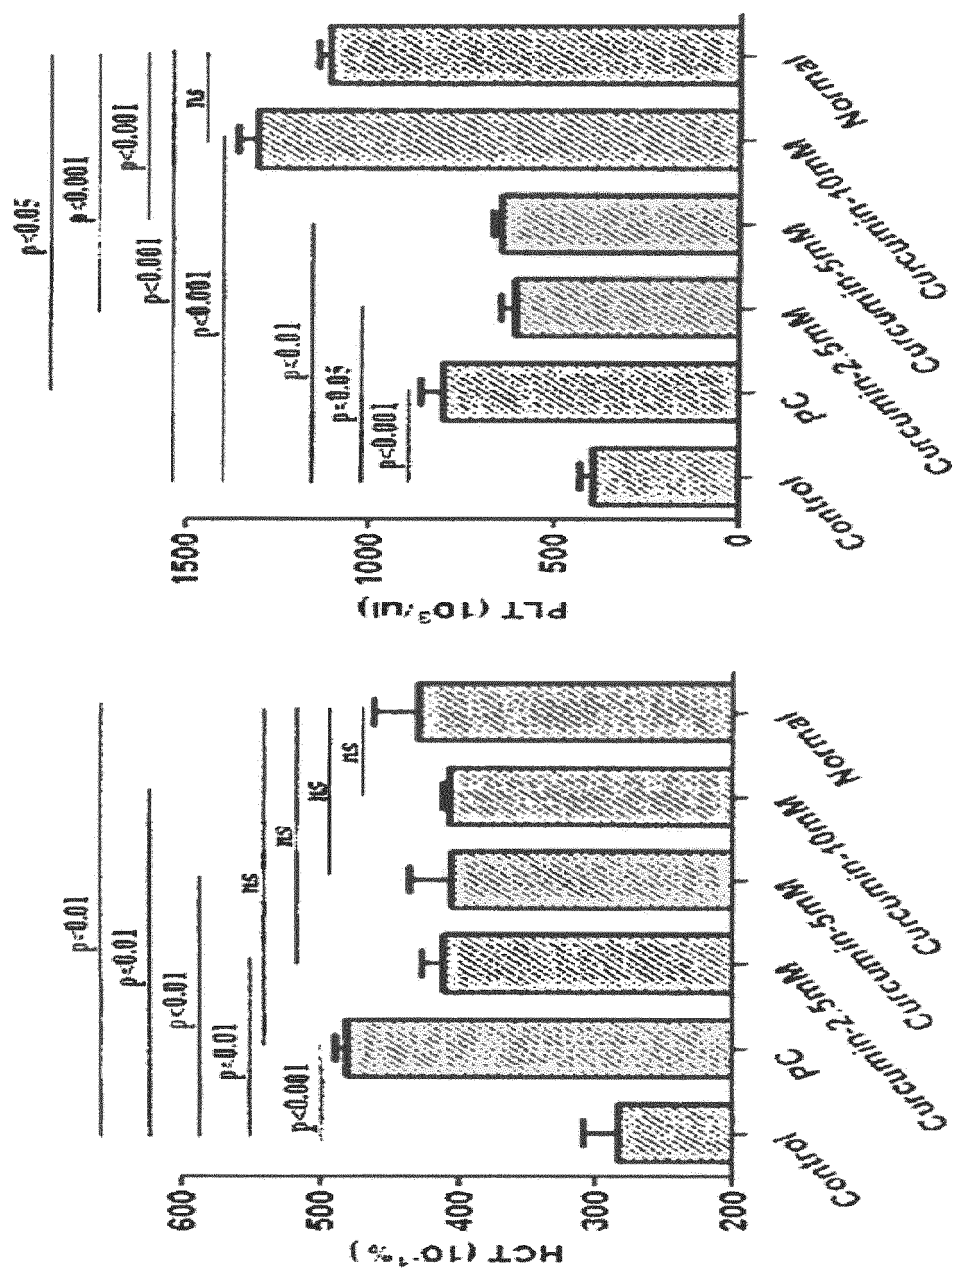 HCT (10⁻¹%)
600
500
400
300
200
p<0.01
p<0.01
p<0.01
p<0.01
p<0.001
ns
ns
ns
ns
Control
PC
Curcumin-2.5mM
Curcumin-5mM
Curcumin-10mM
Normal
PLT (10³/ul)
1500
1000
500
0
p<0.05
p<0.001
p<0.001
p<0.001
p<0.001
ns
p<0.01
p<0.05
p<0.001
Control
PC
Curcumin-2.5mM
Curcumin-5mM
Curcumin-10mM
Normal